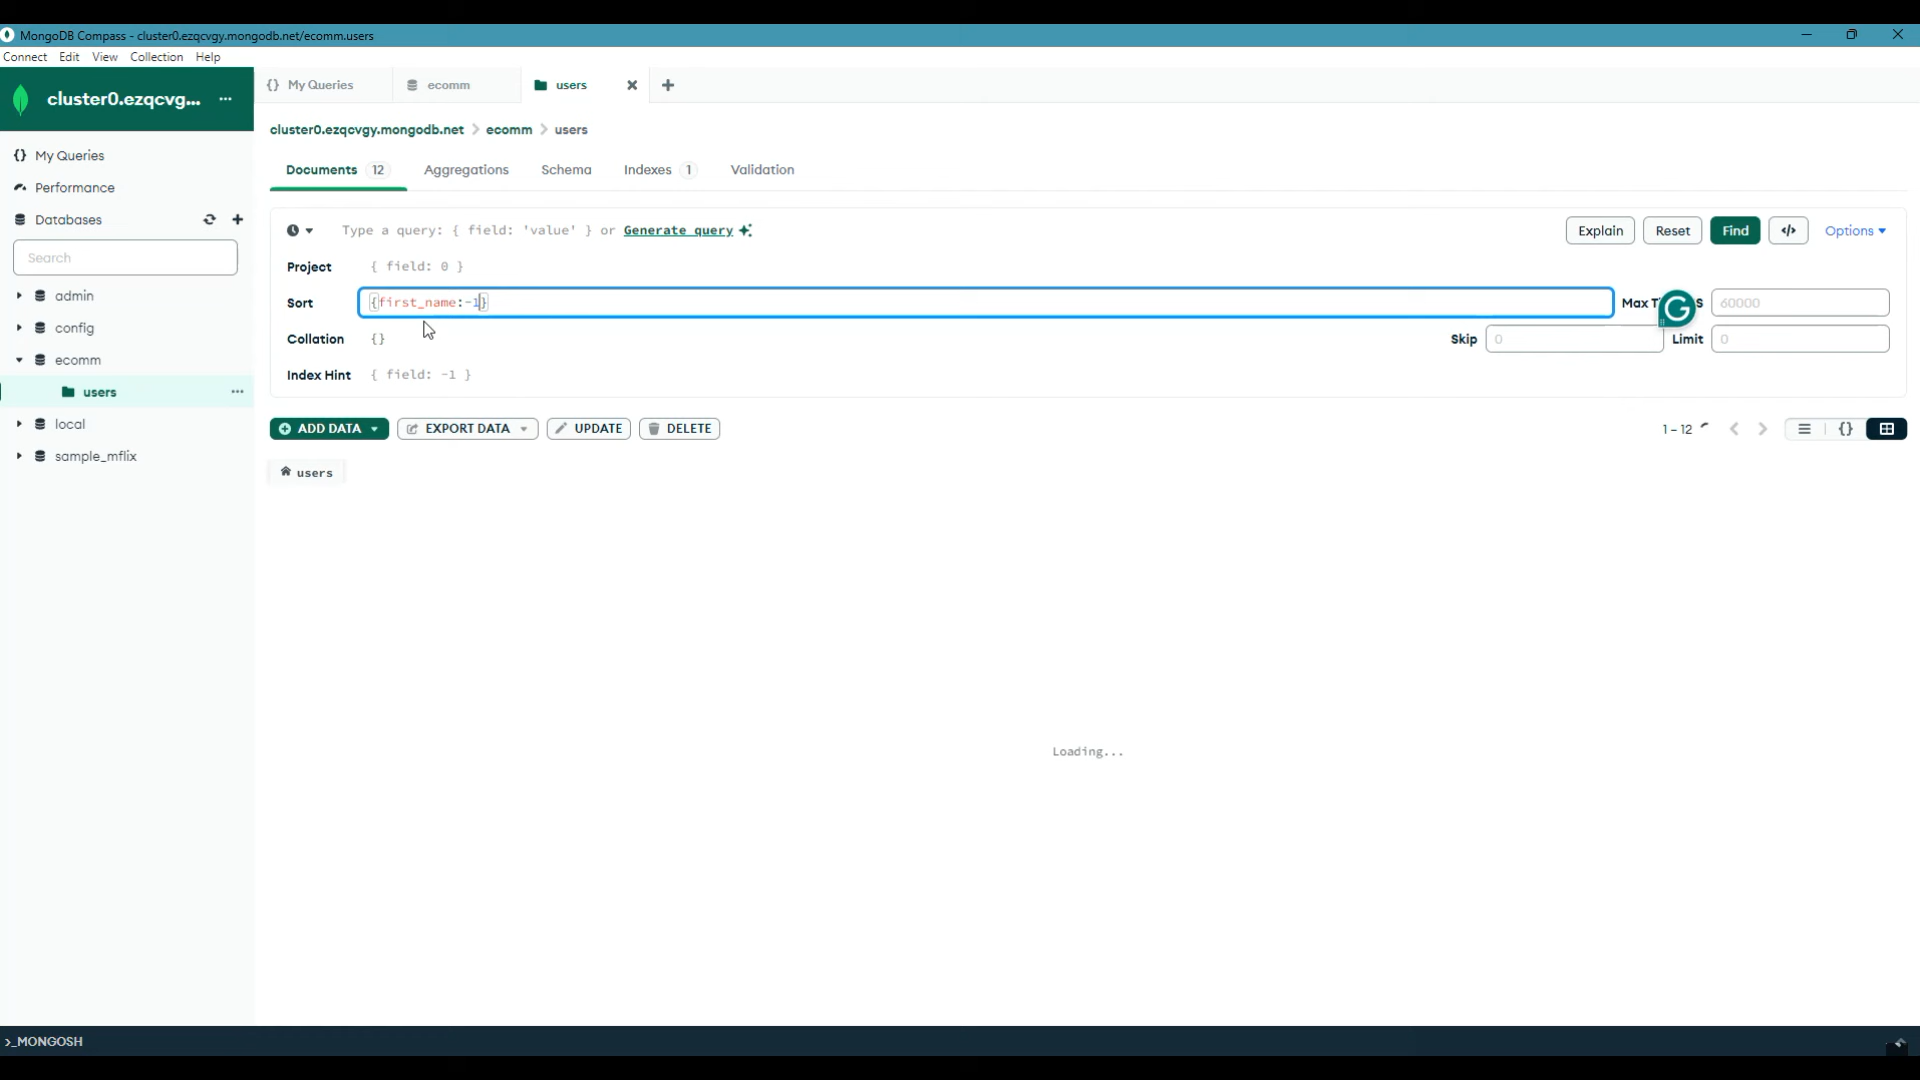 MongoDB Compass - cluster0.ezqcvgy.mongodb.net/ecomm.users
Connect Edit View Collection Help
cluster0.ezqcvg... ...
{} My Queries
ecomm
users
cluster0.ezqcvgy.mongodb.net > ecomm > users
My Queries
Performance
Databases
Search
admin
config
ecomm
users ...
local
sample_mflix
Documents 12 Aggregations Schema Indexes 1 Validation
Type a query: { field: 'value' } or Generate query
Explain Reset Find </> Options
Project { field: 0 }
Sort {first_name:-1}
Max T S 60000
Collation {}
Skip 0 Limit 0
Index Hint { field: -1 }
ADD DATA EXPORT DATA UPDATE DELETE
1 – 12
{}
users
Loading...
>_MONGOSH